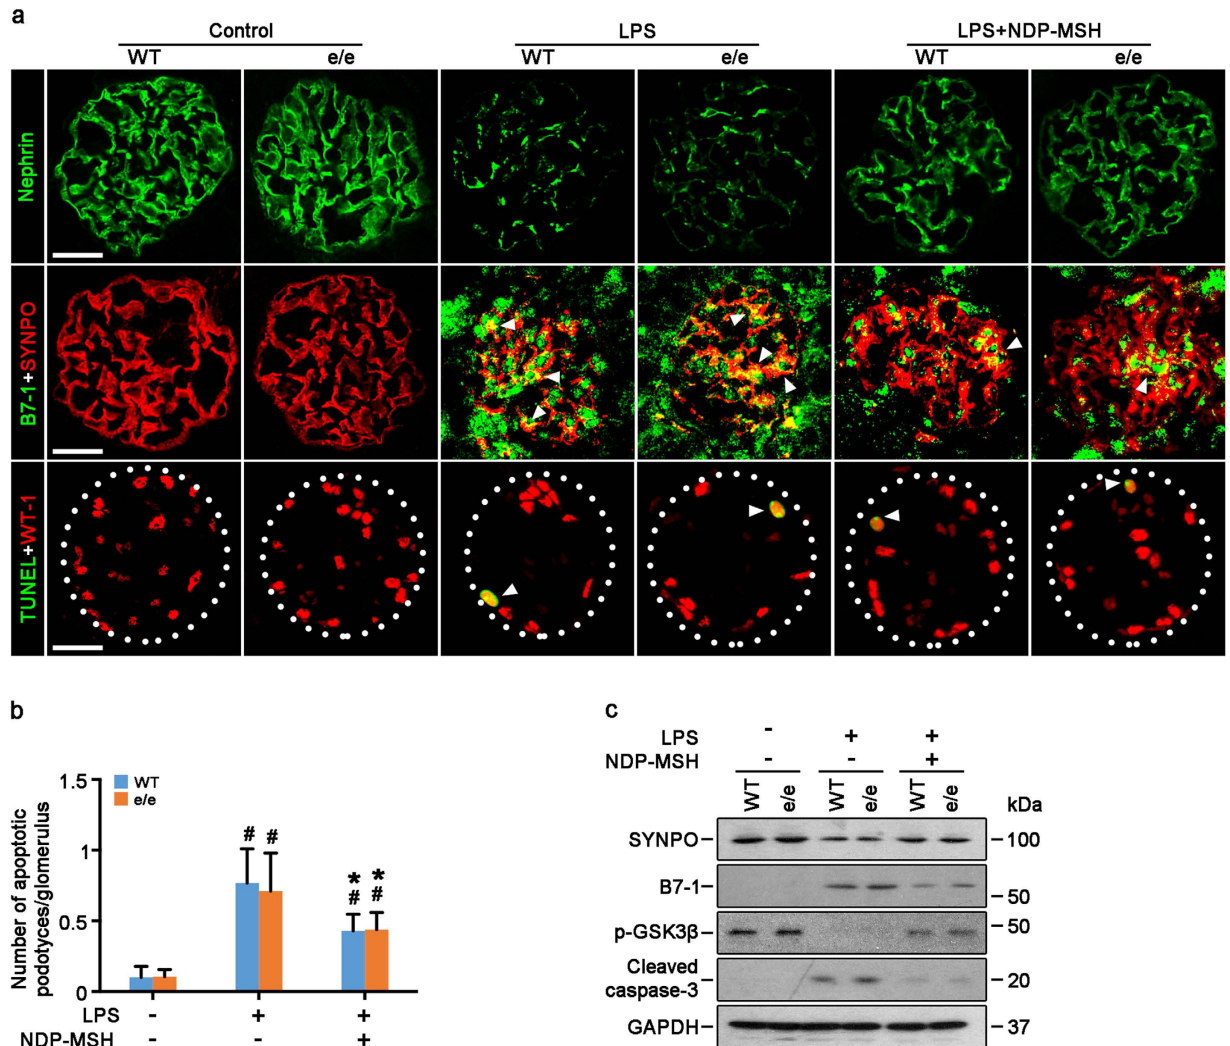 a
Control LPS LPS+NDP-MSH
WT e/e WT e/e WT e/e
Nephrin
B7-1+SYNPO
TUNEL+WT-1
b
1.5
1
0.5
0
Number of apoptotic
podotyces/glomerulus
WT
e/e
# # * *
# #
LPS - + +
NDP-MSH - - +
c
LPS - + +
NDP-MSH - - +
WT e/e WT e/e WT e/e kDa
SYNPO 100
B7-1 50
p-GSK3β 50
Cleaved
caspase-3 20
GAPDH 37